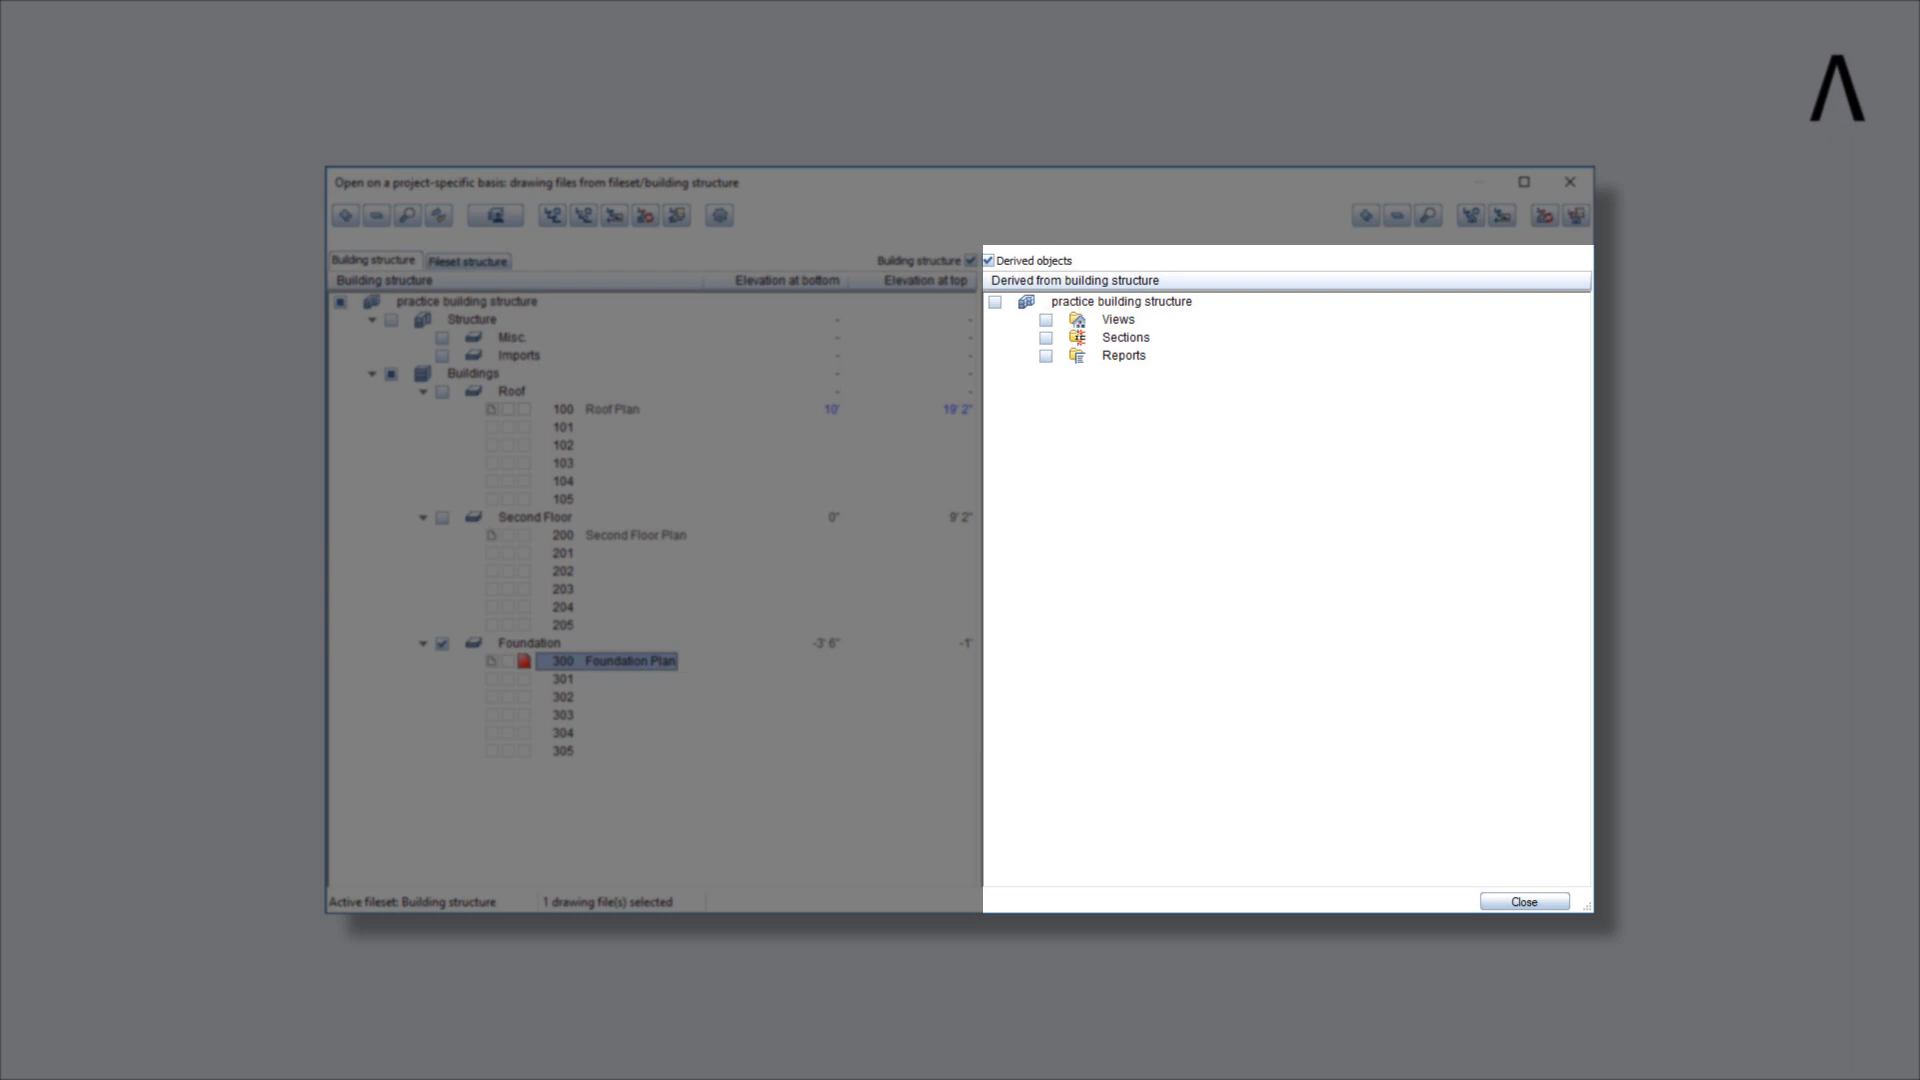 Open on a project-specific basis: drawing files from fileset/building structure
Building structure
Fileset structure
Building structure
Building structure
Elevation at bottom
Elevation at top
practice building structure
Structure - -
Misc. - -
Imports - -
Buildings - -
Roof - -
100 Roof Plan 10' 19' 2"
101
102
103
104
105
Second Floor 0" 9' 2"
200 Second Floor Plan
201
202
203
204
205
Foundation -3' 6" -1'
300 Foundation Plan
301
302
303
304
305
Active fileset: Building structure
1 drawing file(s) selected
Derived objects
Derived from building structure
practice building structure
Views
Sections
Reports
Close